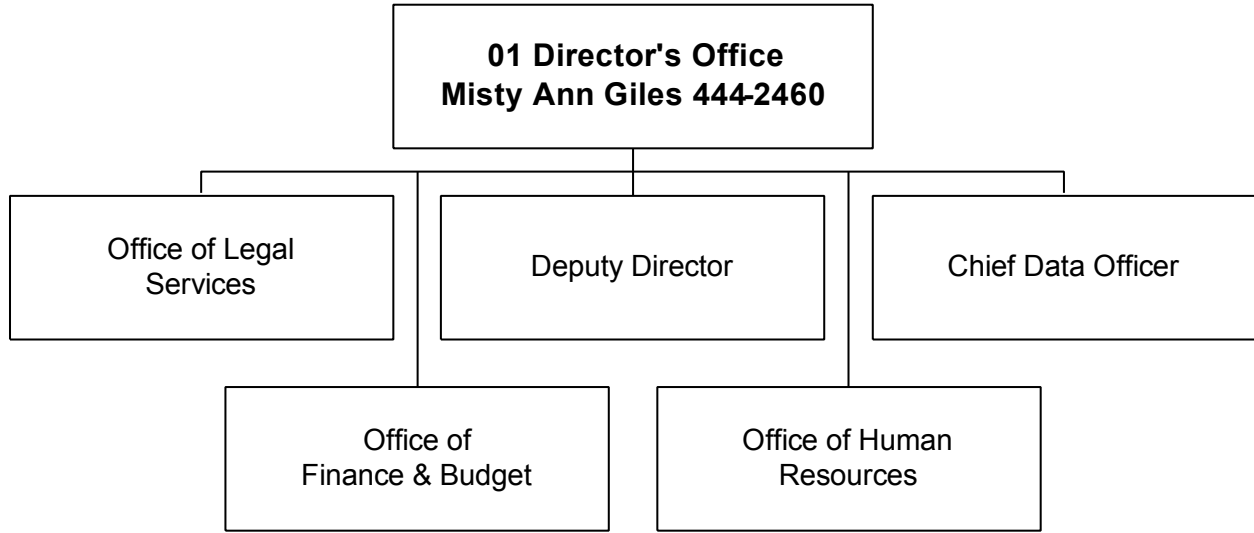 01 Director's Office
Misty Ann Giles 444-2460
Office of Legal
Services
Deputy Director
Chief Data Officer
Office of
Finance & Budget
Office of Human
Resources